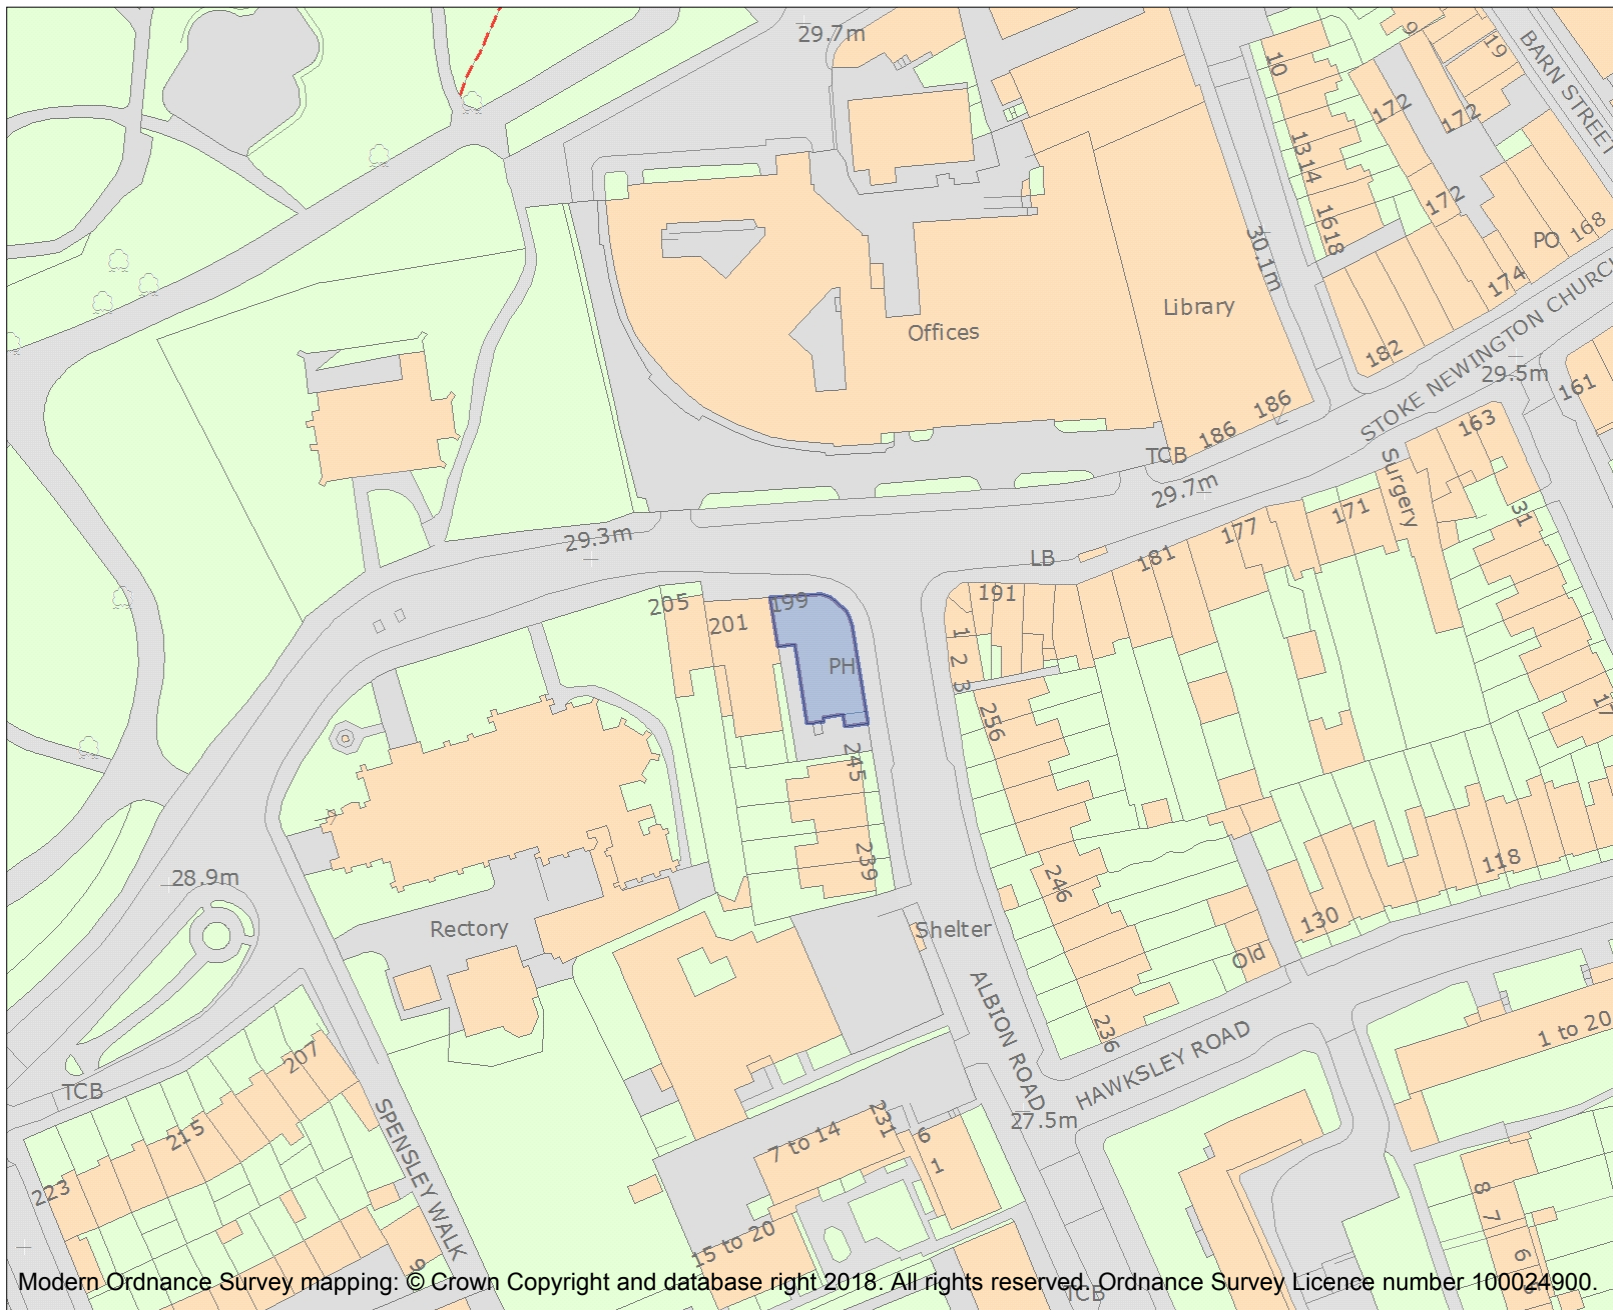 29.7m
BARN STREET
9
19
10
172
172
1314
172
1618
PO 168
30.1m
174
Library
Offices
STOKE NEWINGTON CHURCH
182
29.5m
161
186
186
163
TCB
Surgery
29.7m
171
31
29.3m
177
LB
181
191
205
199
201
1
2
3
PH
256
17
245
239
118
28.9m
246
130
Rectory
Shelter
Old
ALBION ROAD
236
1 to 20
HAWKSLEY ROAD
207
TCB
27.5m
SPENSLEY WALK
231
6
7 to 14
1
215
223
8
7
15 to 20
6
9
TCB
Modern Ordnance Survey mapping: © Crown Copyright and database right 2018. All rights reserved. Ordnance Survey Licence number 100024900.